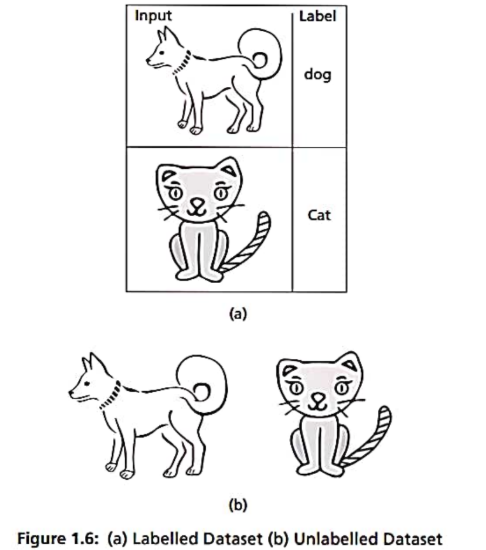 Input Label
dog
Cat
(a)
(b)
Figure 1.6: (a) Labelled Dataset (b) Unlabelled Dataset